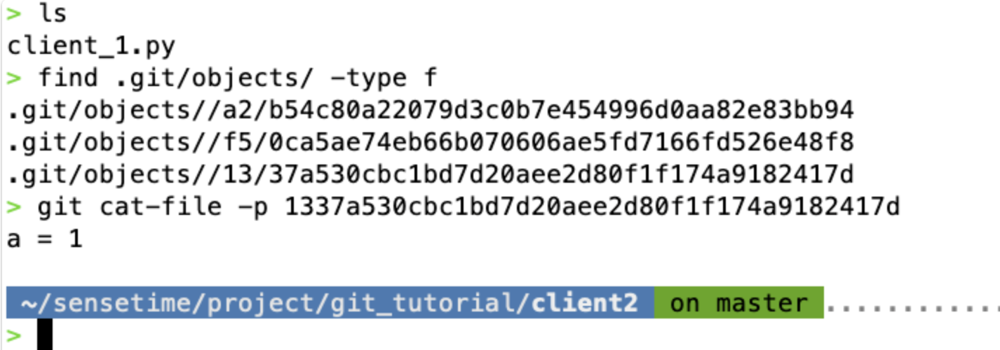 > ls
client_1.py
> find .git/objects/ -type f
.git/objects//a2/b54c80a22079d3c0b7e454996d0aa82e83bb94
.git/objects//f5/0ca5ae74eb66b070606ae5fd7166fd526e48f8
.git/objects//13/37a530cbc1bd7d20aee2d80f1f174a9182417d
> git cat-file -p 1337a530cbc1bd7d20aee2d80f1f174a9182417d
a = 1
~/sensetime/project/git_tutorial/client2 on master ............
>